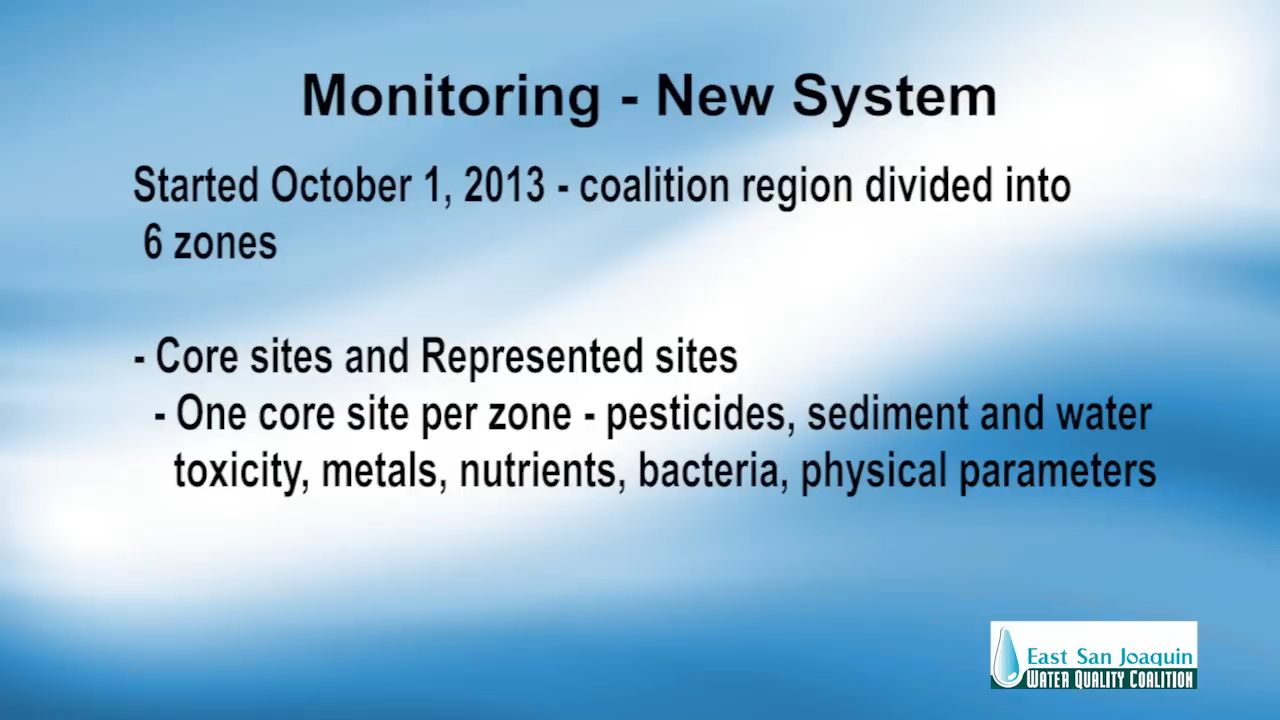 Monitoring - New System
Started October 1, 2013 - coalition region divided into
6 zones
- Core sites and Represented sites
- One core site per zone - pesticides, sediment and water
toxicity, metals, nutrients, bacteria, physical parameters
East San Joaquin
WATER QUALITY COALITION